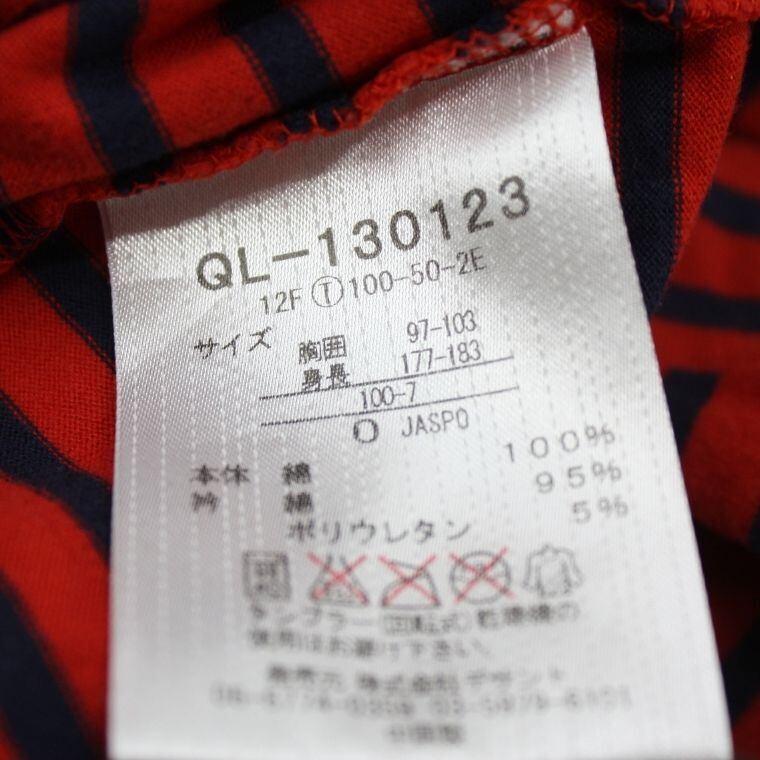 QL-130123
12F Ⓣ100-50-2E
サイズ 胸囲 97-103
身長 177-183
100-7
O JASPO
本体 綿 100%
衿 綿 95%
ポリウレタン 5%
タンブラー(回転式)乾燥機の
使用はお避け下さい。
発売元 株式会社デサント
中国製